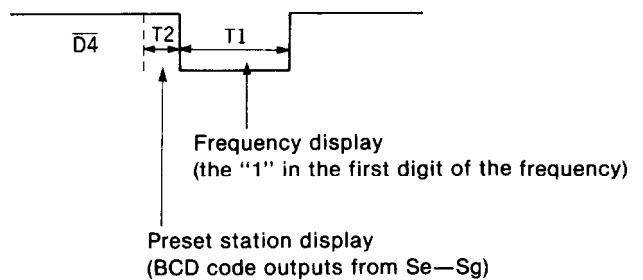 T2 T1
D4
Frequency display
(the “1” in the first digit of the frequency)
Preset station display
(BCD code outputs from Se—Sg)